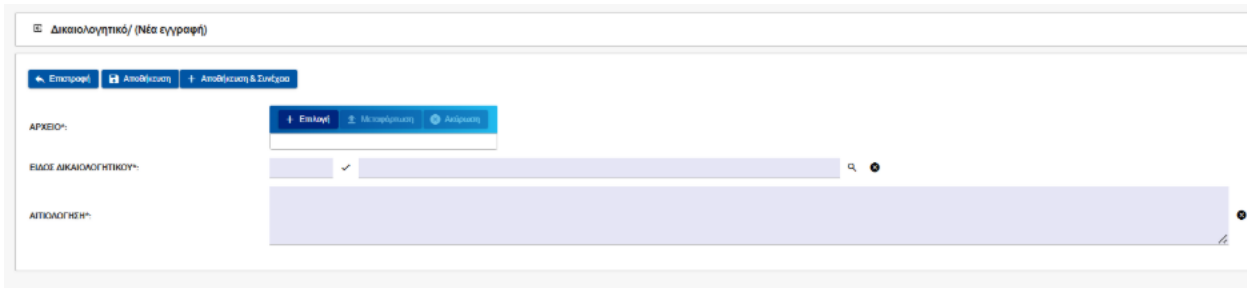 Δικαιολογητικό/ (Νέα εγγραφή)
Επιστροφή Αποθήκευση + Αποθήκευση & Συνέχεια
+ Επιλογή Μεταφόρτωση Ακύρωση
ΑΡΧΕΙΟ*:
ΕΙΔΟΣ ΔΙΚΑΙΟΛΟΓΗΤΙΚΟΥ*:
ΑΙΤΙΟΛΟΓΗΣΗ*: